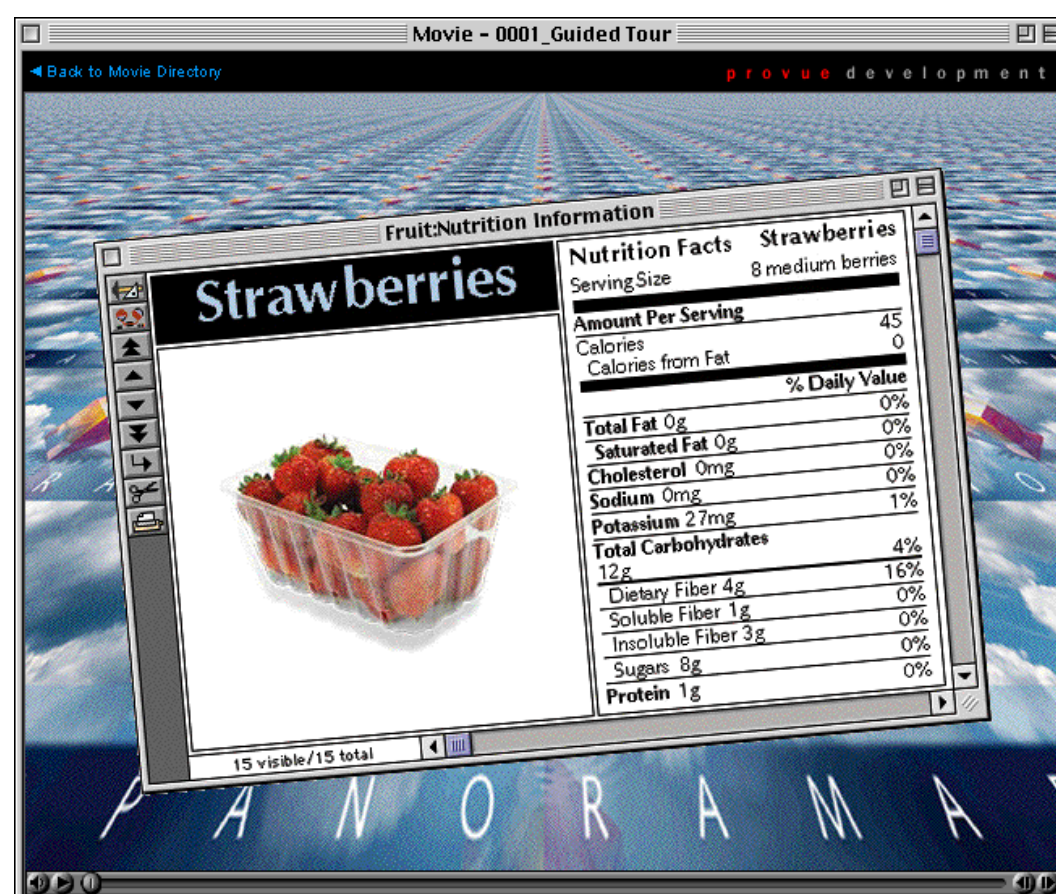 Movie - 0001_Guided Tour
Back to Movie Directory
provue development
Fruit:Nutrition Information
Strawberries
Nutrition Facts Strawberries
Serving Size 8 medium berries
Amount Per Serving
Calories 45
Calories from Fat 0
% Daily Value
Total Fat 0g 0%
Saturated Fat 0g 0%
Cholesterol 0mg 0%
Sodium 0mg 0%
Potassium 27mg 1%
Total Carbohydrates
12g 4%
Dietary Fiber 4g 16%
Soluble Fiber 1g 0%
Insoluble Fiber 3g 0%
Sugars 8g 0%
Protein 1g 0%
15 visible/15 total
PANORAMA